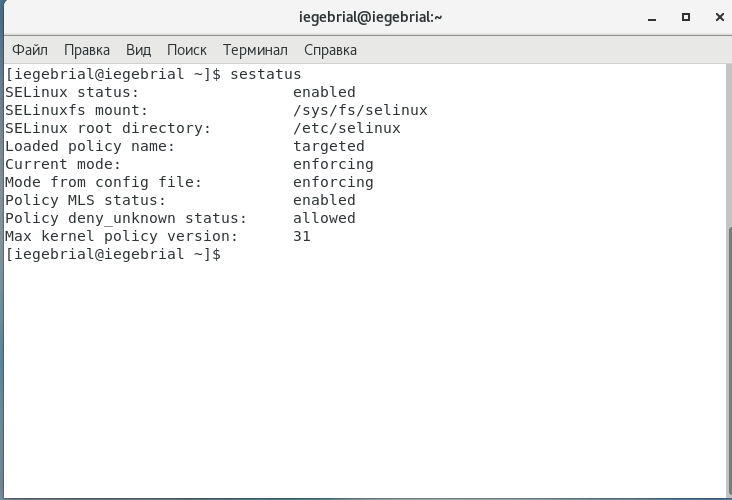 iegebrial@iegebrial:~
Файл Правка Вид Поиск Терминал Справка
[iegebrial@iegebrial ~]$ sestatus
SELinux status:                 enabled
SELinuxfs mount:                /sys/fs/selinux
SELinux root directory:         /etc/selinux
Loaded policy name:             targeted
Current mode:                   enforcing
Mode from config file:          enforcing
Policy MLS status:              enabled
Policy deny_unknown status:     allowed
Max kernel policy version:      31
[iegebrial@iegebrial ~]$